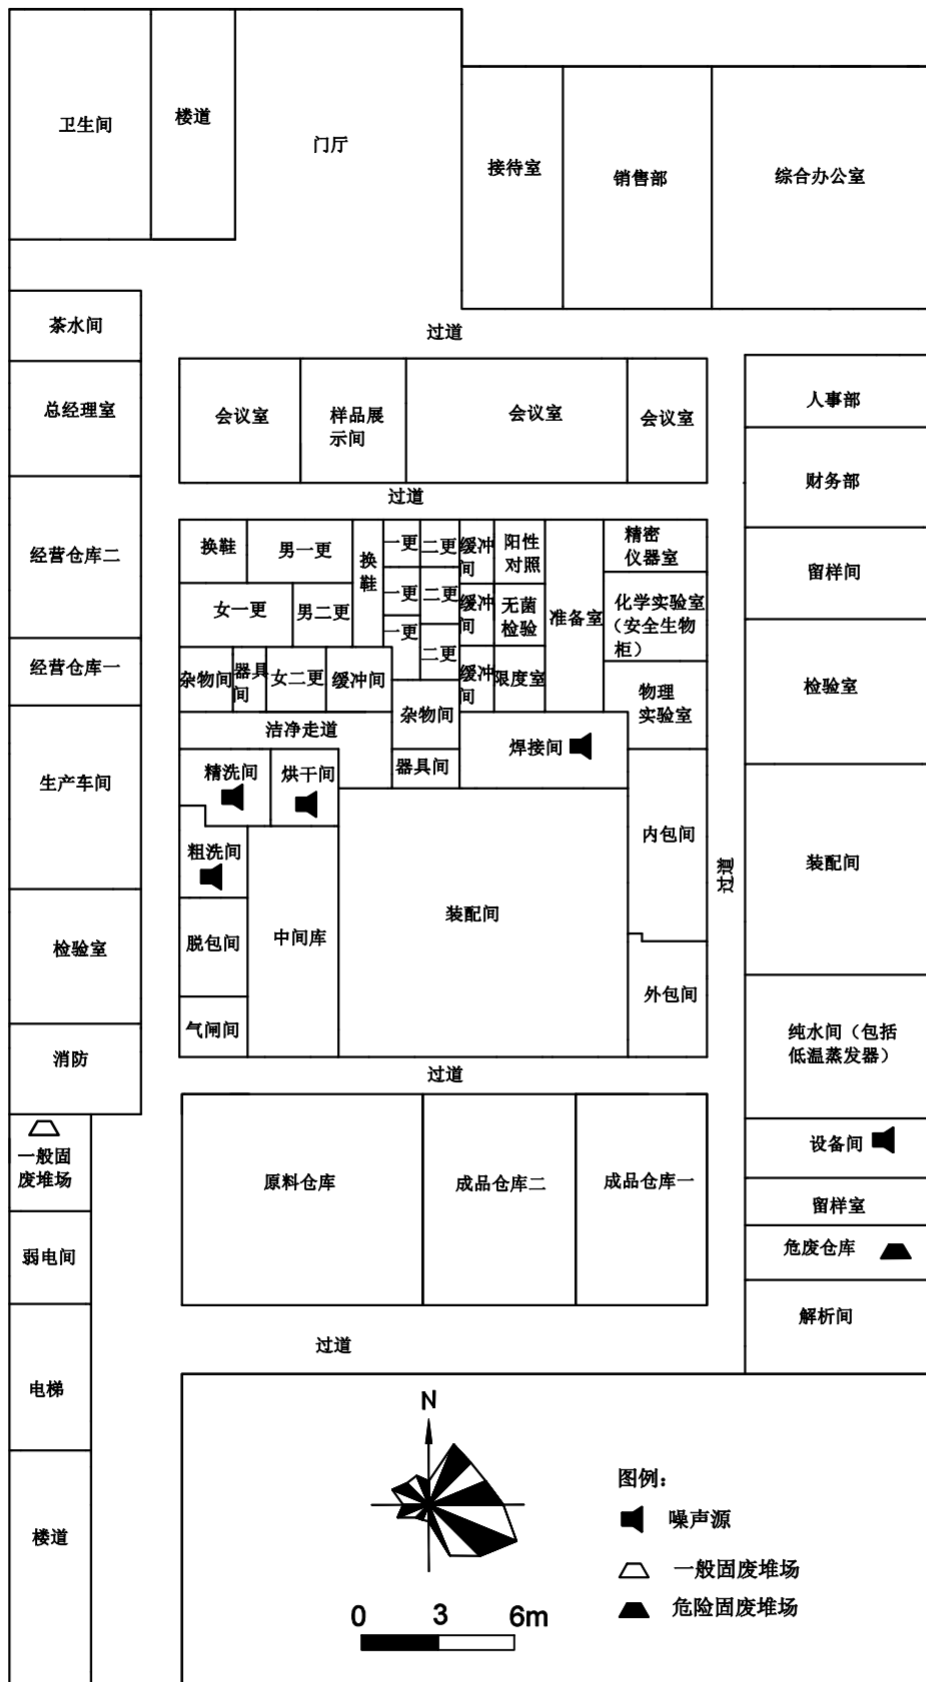 卫生间
楼道
门厅
接待室
销售部
综合办公室
茶水间
过道
总经理室
会议室
样品展
示间
会议室
会议室
人事部
财务部
过道
经营仓库二
换鞋
男一更
换
鞋
一更
二更
缓冲
间
阳性
对照
精密
仪器室
留样间
女一更
男二更
一更
二更
缓冲
间
无菌
检验
准备室
化学实验室
（安全生物
柜）
一更
二更
经营仓库一
杂物间
器具
间
女二更
缓冲间
缓冲
间
限度室
物理
实验室
检验室
杂物间
洁净走道
焊接间
器具间
生产车间
精洗间
烘干间
内包间
粗洗间
过道
装配间
装配间
检验室
脱包间
中间库
外包间
气闸间
消防
纯水间（包括
低温蒸发器）
过道
设备间
一般固
废堆场
原料仓库
成品仓库二
成品仓库一
留样室
弱电间
危废仓库
解析间
过道
电梯
N
图例：
噪声源
楼道
一般固废堆场
危险固废堆场
0 3 6m